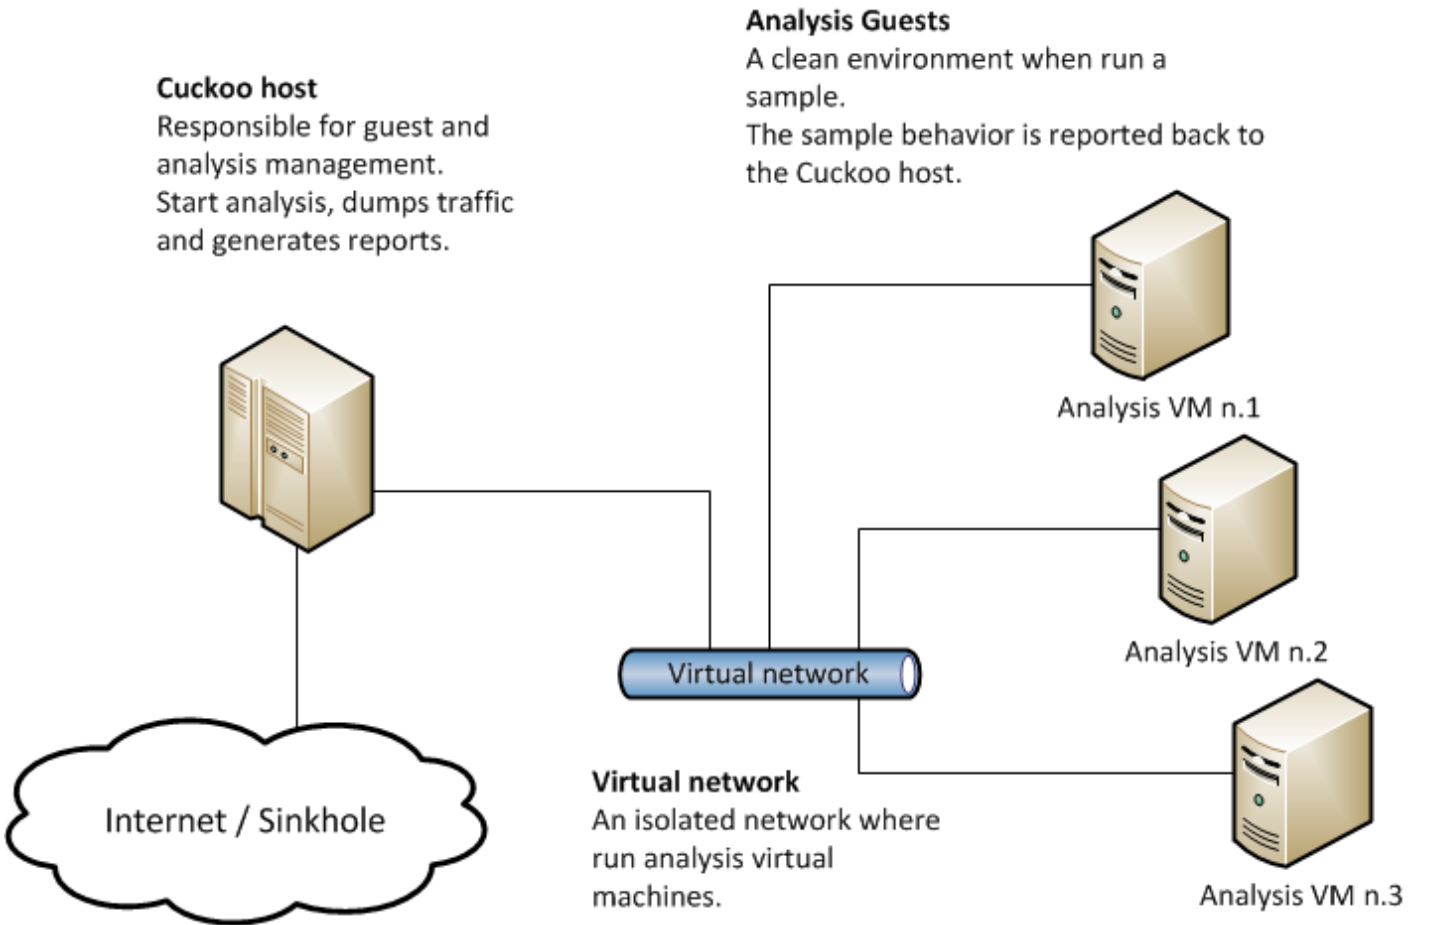 Analysis Guests
A clean environment when run a
sample.
The sample behavior is reported back to
the Cuckoo host.
Cuckoo host
Responsible for guest and
analysis management.
Start analysis, dumps traffic
and generates reports.
Analysis VM n.1
Analysis VM n.2
Virtual network
Virtual network
An isolated network where
run analysis virtual
machines.
Internet / Sinkhole
Analysis VM n.3